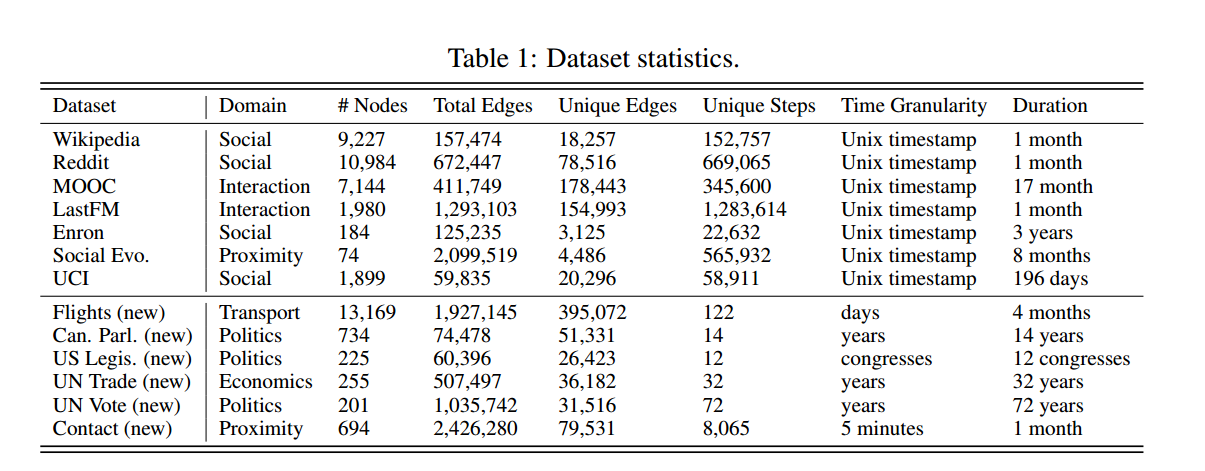 Table 1: Dataset statistics.
Dataset Domain # Nodes Total Edges Unique Edges Unique Steps Time Granularity Duration
Wikipedia Social 9,227 157,474 18,257 152,757 Unix timestamp 1 month
Reddit Social 10,984 672,447 78,516 669,065 Unix timestamp 1 month
MOOC Interaction 7,144 411,749 178,443 345,600 Unix timestamp 17 month
LastFM Interaction 1,980 1,293,103 154,993 1,283,614 Unix timestamp 1 month
Enron Social 184 125,235 3,125 22,632 Unix timestamp 3 years
Social Evo. Proximity 74 2,099,519 4,486 565,932 Unix timestamp 8 months
UCI Social 1,899 59,835 20,296 58,911 Unix timestamp 196 days
Flights (new) Transport 13,169 1,927,145 395,072 122 days 4 months
Can. Parl. (new) Politics 734 74,478 51,331 14 years 14 years
US Legis. (new) Politics 225 60,396 26,423 12 congresses 12 congresses
UN Trade (new) Economics 255 507,497 36,182 32 years 32 years
UN Vote (new) Politics 201 1,035,742 31,516 72 years 72 years
Contact (new) Proximity 694 2,426,280 79,531 8,065 5 minutes 1 month